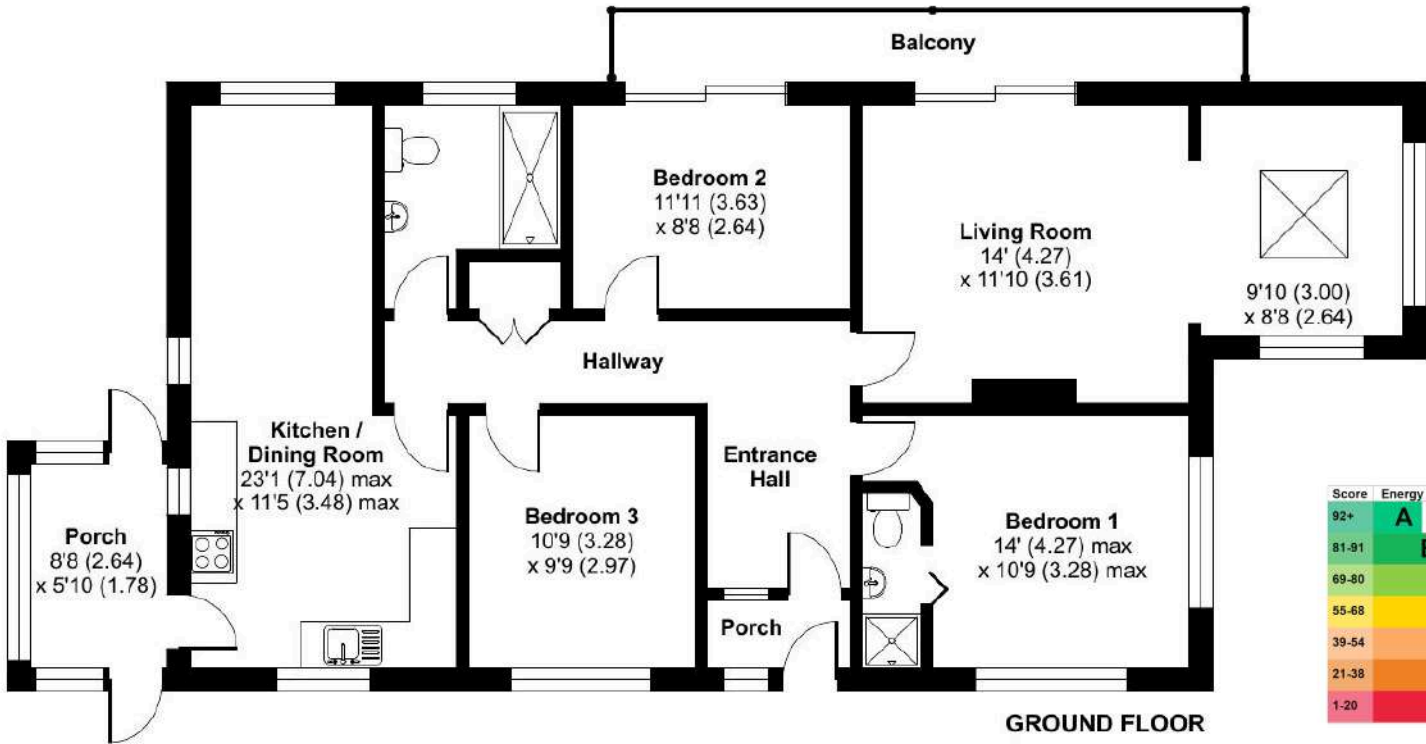 Balcony
Bedroom 2
11'11 (3.63)
x 8'8 (2.64)
Living Room
14' (4.27)
x 11'10 (3.61)
9'10 (3.00)
x 8'8 (2.64)
Hallway
Kitchen /
Dining Room
23'1 (7.04) max
x 11'5 (3.48) max
Entrance
Hall
Porch
8'8 (2.64)
x 5'10 (1.78)
Bedroom 3
10'9 (3.28)
x 9'9 (2.97)
Bedroom 1
14' (4.27) max
x 10'9 (3.28) max
Porch
GROUND FLOOR
Score Energy
92+ A
81-91
69-80
55-68
39-54
21-38
1-20